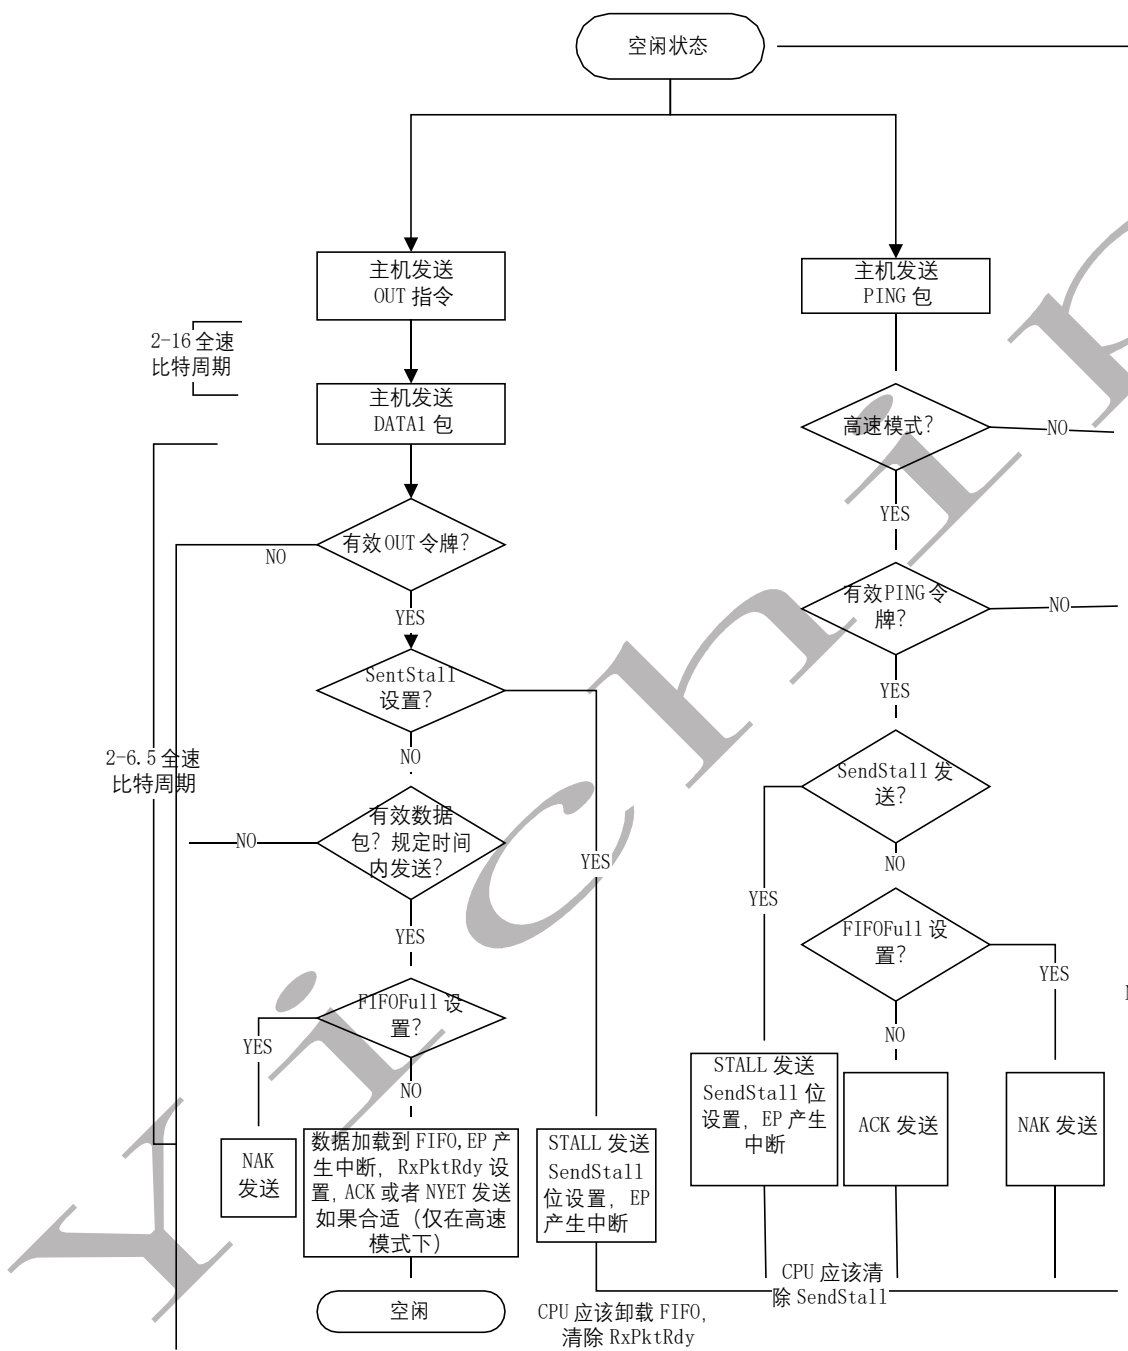 空闲状态
主机发送
OUT 指令
主机发送
PING 包
2-16 全速
比特周期
主机发送
DATA1 包
高速模式?
NO
YES
有效OUT 令牌?
NO
YES
有效PING 令
牌?
NO
YES
SentStall
设置?
NO
2-6.5 全速
比特周期
SendStall 发
送?
NO
有效数据
包? 规定时间
内发送?
NO
YES
YES
YES
FIFOFull 设
置?
YES
NO
FIFOFull 设
置?
YES
NO
STALL 发送
SendStall 位
设置, EP 产生
中断
ACK 发送
NAK 发送
NAK
发送
数据加载到 FIFO, EP 产
生中断, RxPktRdy 设
置, ACK 或者 NYET 发送
如果合适（仅在高速
模式下）
STALL 发送
SendStall
位设置, EP
产生中断
CPU 应该清
除 SendStall
空闲
CPU 应该卸载 FIFO,
清除 RxPktRdy
Yichip